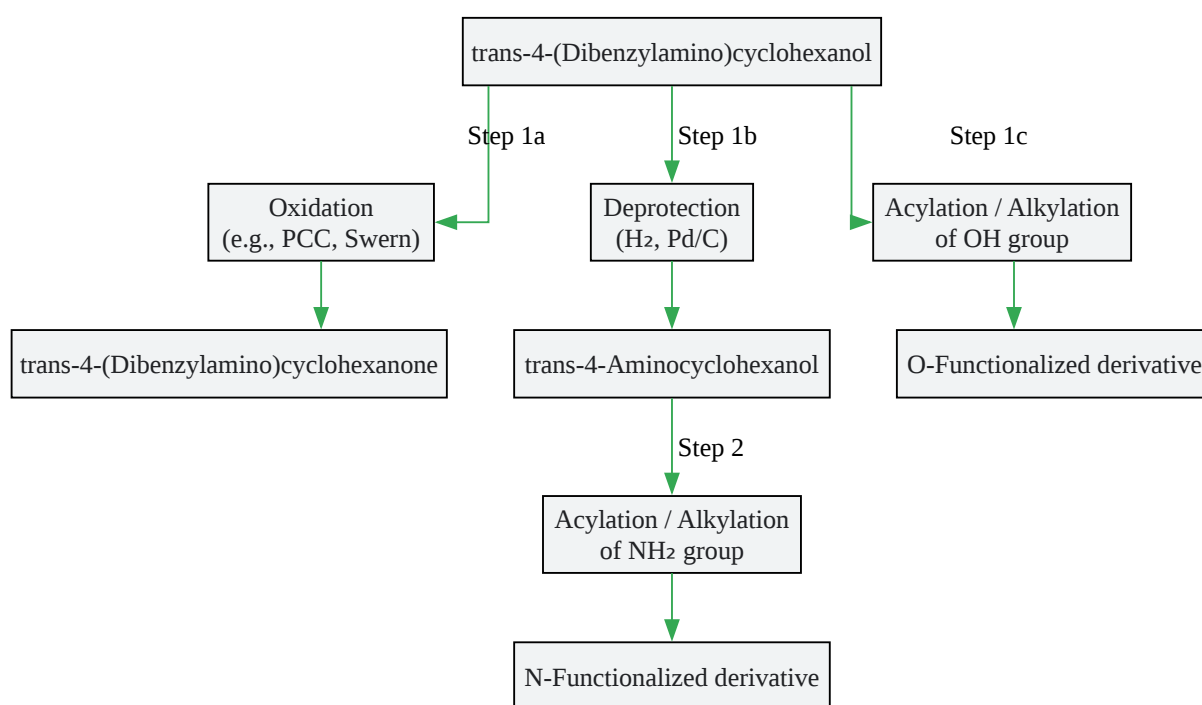 trans-4-(Dibenzylamino)cyclohexanol
Step 1a
Step 1b
Step 1c
Oxidation
(e.g., PCC, Swern)
Deprotection
(H₂, Pd/C)
Acylation / Alkylation
of OH group
trans-4-(Dibenzylamino)cyclohexanone
trans-4-Aminocyclohexanol
O-Functionalized derivative
Step 2
Acylation / Alkylation
of NH₂ group
N-Functionalized derivative